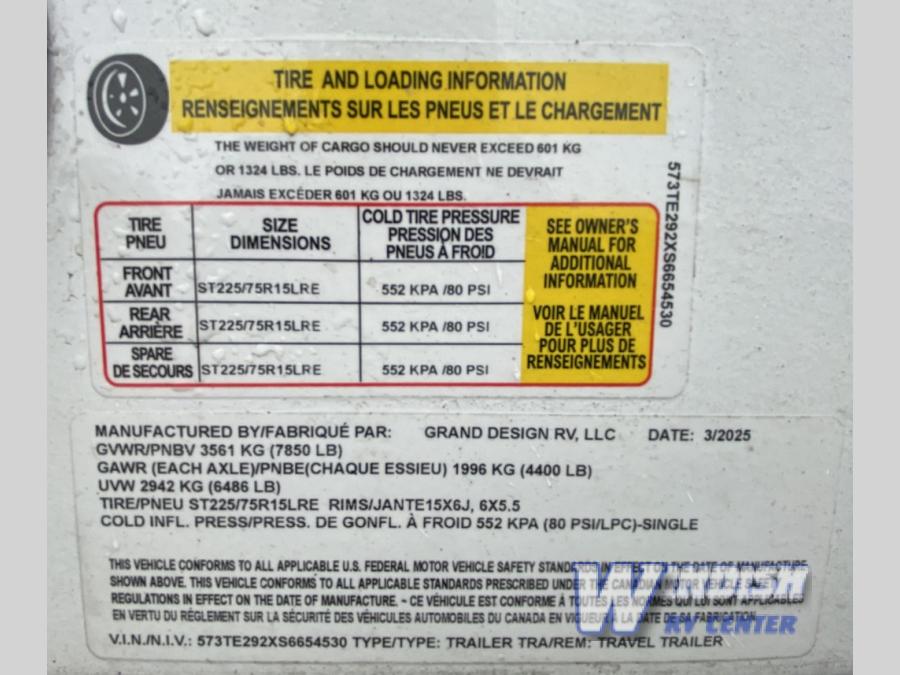 TIRE AND LOADING INFORMATION
RENSEIGNEMENTS SUR LES PNEUS ET LE CHARGEMENT
THE WEIGHT OF CARGO SHOULD NEVER EXCEED 601 KG
OR 1324 LBS. LE POIDS DE CHARGEMENT NE DEVRAIT
JAMAIS EXCÉDER 601 KG OU 1324 LBS.
TIRE PNEU
SIZE DIMENSIONS
COLD TIRE PRESSURE PRESSION DES PNEUS À FROID
FRONT AVANT ST225/75R15LRE 552 KPA /80 PSI
REAR ARRIÈRE ST225/75R15LRE 552 KPA /80 PSI
SPARE DE SECOURS ST225/75R15LRE 552 KPA /80 PSI
SEE OWNER'S
MANUAL FOR
ADDITIONAL
INFORMATION
VOIR LE MANUEL
DE L'USAGER
POUR PLUS DE
RENSEIGNEMENTS
573TE292XS6654530
MANUFACTURED BY/FABRIQUÉ PAR: GRAND DESIGN RV, LLC DATE: 3/2025
GVWR/PNBV 3561 KG (7850 LB)
GAWR (EACH AXLE)/PNBE(CHAQUE ESSIEU) 1996 KG (4400 LB)
UVW 2942 KG (6486 LB)
TIRE/PNEU ST225/75R15LRE RIMS/JANTE15X6J, 6X5.5
COLD INFL. PRESS/PRESS. DE GONFL. À FROID 552 KPA (80 PSI/LPC)-SINGLE
THIS VEHICLE CONFORMS TO ALL APPLICABLE U.S. FEDERAL MOTOR VEHICLE SAFETY STANDARDS IN EFFECT ON THE DATE OF MANUFACTURE
SHOWN ABOVE. THIS VEHICLE CONFORMS TO ALL APPLICABLE STANDARDS PRESCRIBED UNDER THE CANADIAN MOTOR VEHICLE SAFETY
REGULATIONS IN EFFECT ON THE DATE OF MANUFACTURE. - CE VÉHICULE EST CONFORME À TOUTES LES NORMES QUI LUI SONT APPLICABLES
EN VERTU DU RÈGLEMENT SUR LA SÉCURITÉ DES VÉHICULES AUTOMOBILES DU CANADA EN VIGUEUR À LA DATE DE SA FABRICATION.
V.I.N./N.I.V.: 573TE292XS6654530 TYPE/TYPE: TRAILER TRA/REM: TRAVEL TRAILER
RV CENTER